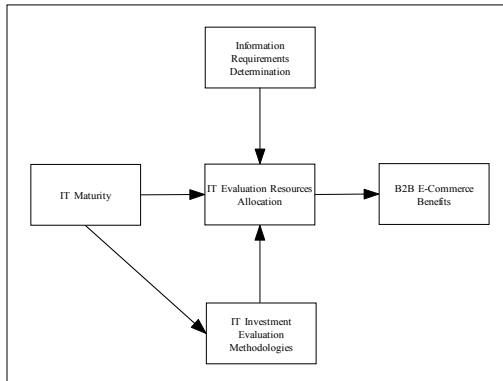 Information
Requirements
Determination
IT Maturity
IT Evaluation Resources
Allocation
B2B E-Commerce
Benefits
IT Investment
Evaluation
Methodologies